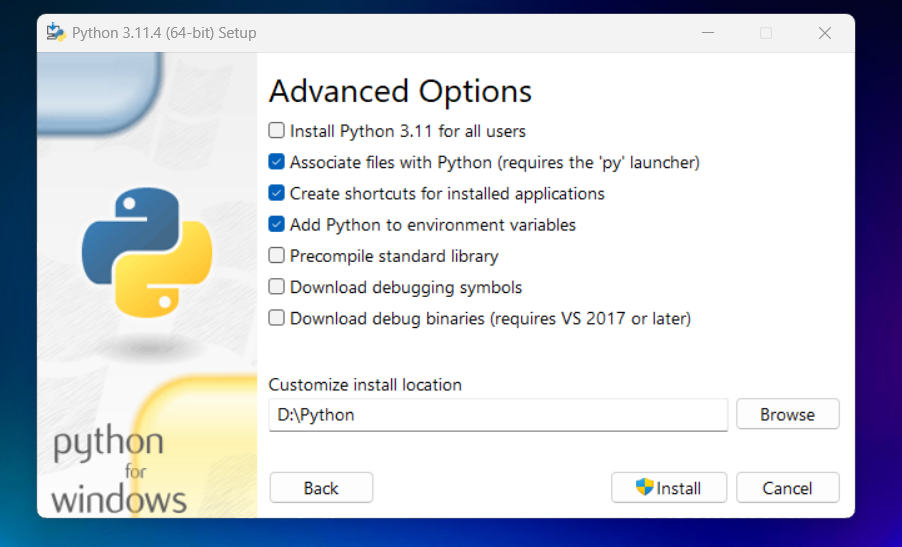 Python 3.11.4 (64-bit) Setup
Advanced Options
Install Python 3.11 for all users
Associate files with Python (requires the 'py' launcher)
Create shortcuts for installed applications
Add Python to environment variables
Precompile standard library
Download debugging symbols
Download debug binaries (requires VS 2017 or later)
Customize install location
D:\Python
Browse
python
for
windows
Back
Install
Cancel